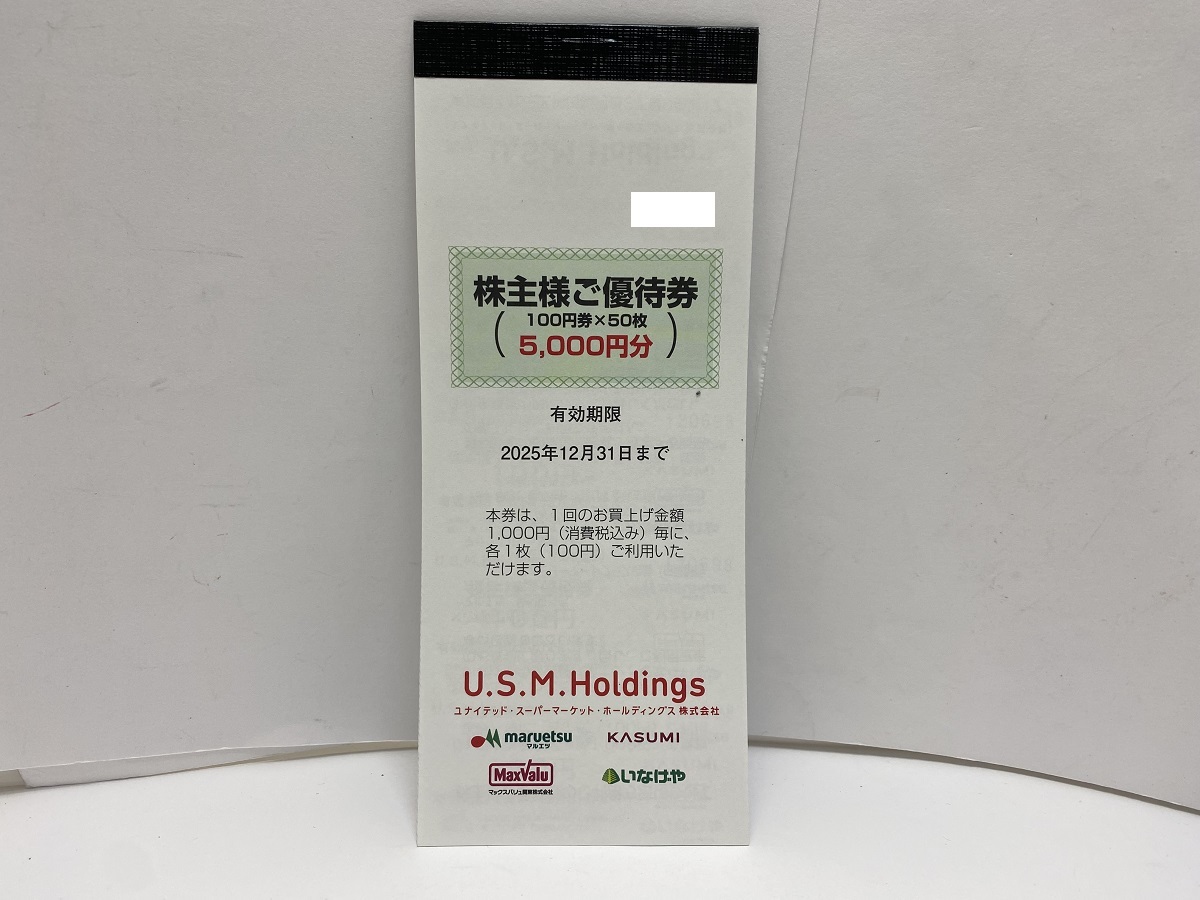 株主様ご優待券
(100円券×50枚
5,000円分)
有効期限
2025年12月31日まで
本券は、1回のお買上げ金額
1,000円（消費税込み）毎に、
各1枚（100円）ご利用いた
だけます。
U.S.M.Holdings
ユナイテッド・スーパーマーケット・ホールディングス 株式会社
maruetsu
マルエツ
KASUMI
MaxValu
マックスバリュ関東株式会社
いなげや